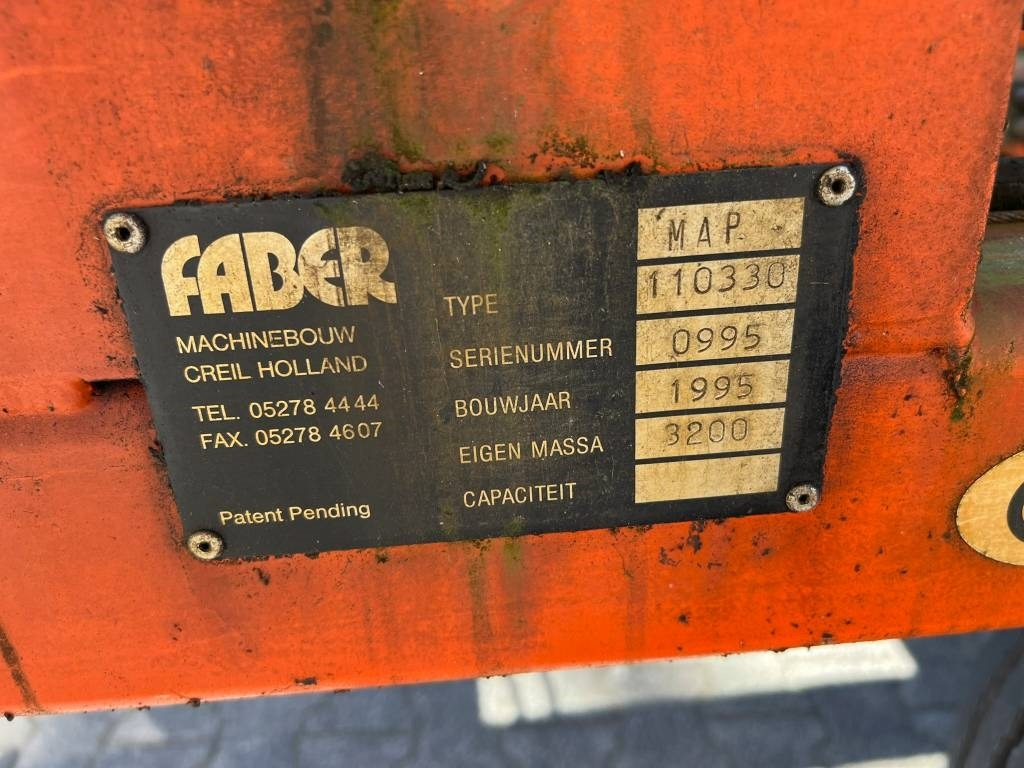 FABER
MACHINEBOUW
CREIL HOLLAND
TEL. 05278 4444
FAX. 05278 4607
Patent Pending
MAP
TYPE 110330
SERIENUMMER 0995
BOUWJAAR 1995
EIGEN MASSA 3200
CAPACITEIT